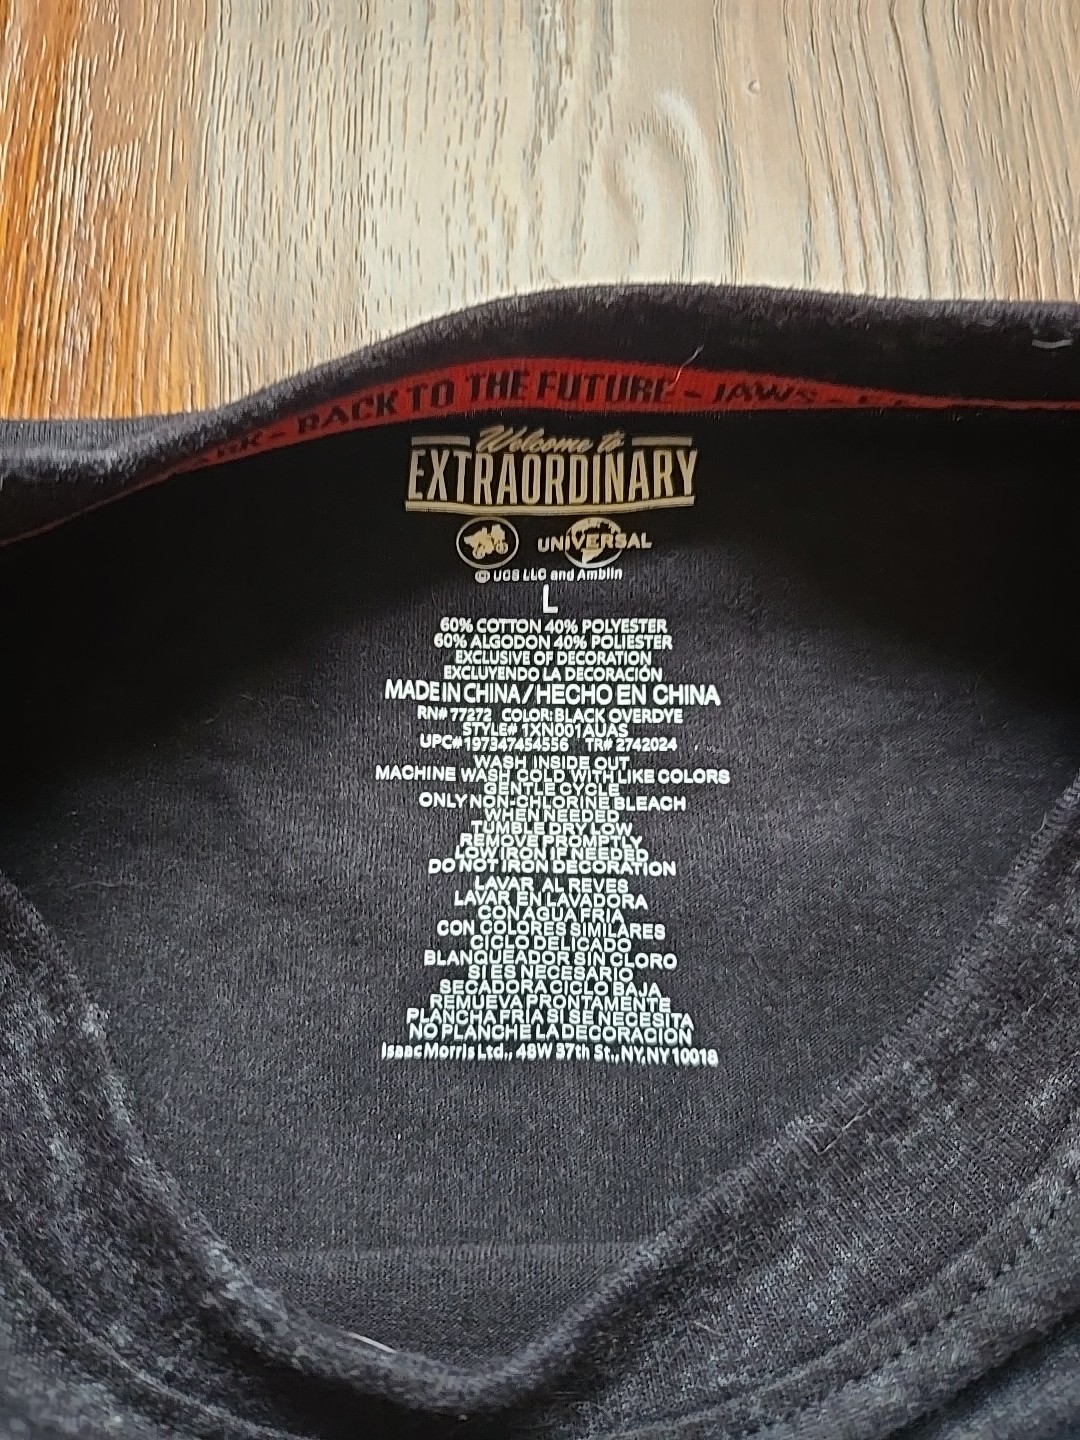 ARK - BACK TO THE FUTURE - JAWS -
Welcome to
EXTRAORDINARY
UNIVERSAL
© UCS LLC and Amblin
L
60% COTTON 40% POLYESTER
60% ALGODON 40% POLIESTER
EXCLUSIVE OF DECORATION
EXCLUYENDO LA DECORACIÓN
MADE IN CHINA/HECHO EN CHINA
RN# 77272 COLOR: BLACK OVERDYE
STYLE# 1XN001AUAS
UPC# 197347454556 TR# 2742024
WASH INSIDE OUT
MACHINE WASH COLD WITH LIKE COLORS
GENTLE CYCLE
ONLY NON-CHLORINE BLEACH
WHEN NEEDED
TUMBLE DRY LOW
REMOVE PROMPTLY
LOW IRON IF NEEDED
DO NOT IRON DECORATION
LAVAR AL REVES
LAVAR EN LAVADORA
CON AGUA FRIA
CON COLORES SIMILARES
CICLO DELICADO
BLANQUEADOR SIN CLORO
SI ES NECESARIO
SECADORA CICLO BAJA
REMUEVA PRONTAMENTE
PLANCHA FRIA SI SE NECESITA
NO PLANCHE LA DECORACIÓN
Isaac Morris Ltd., 48W 37th St., NY, NY 10018